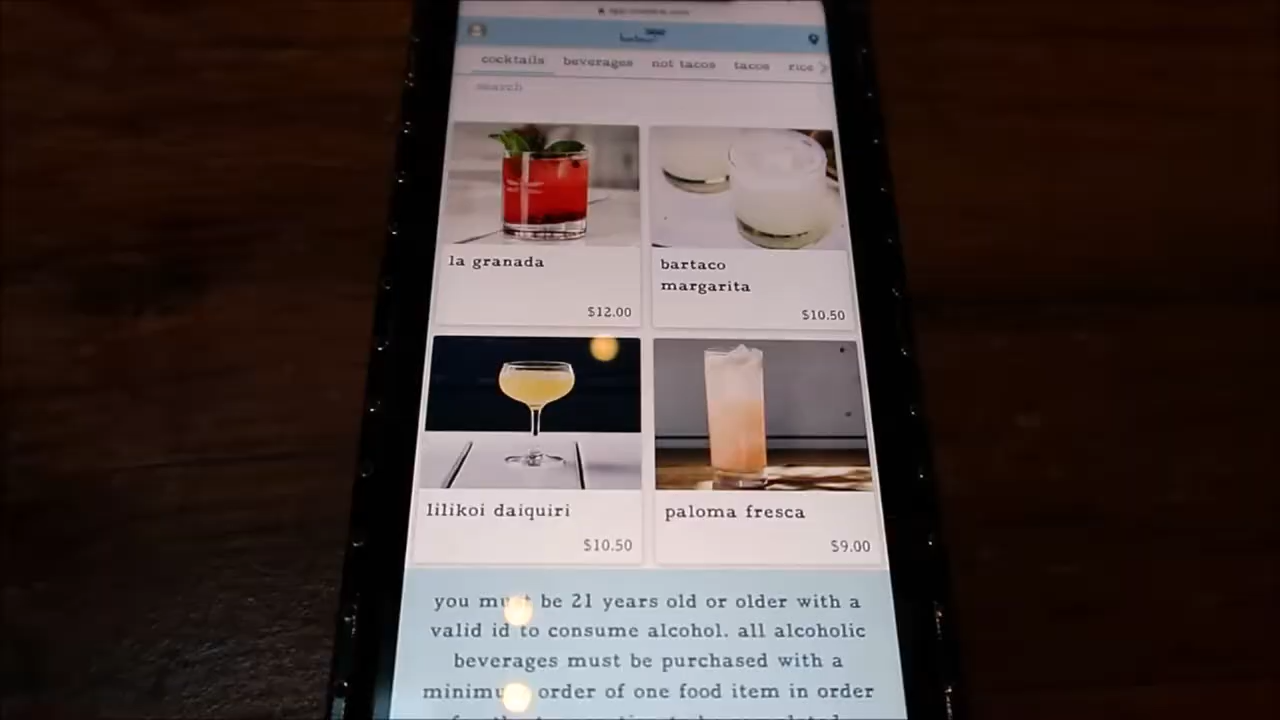 cocktails beverages not tacos tacos rice
search
la granada
$12.00
bartaco
margarita
$10.50
lilikoi daiquiri
$10.50
paloma fresca
$9.00
you must be 21 years old or older with a
valid id to consume alcohol. all alcoholic
beverages must be purchased with a
minimum order of one food item in order